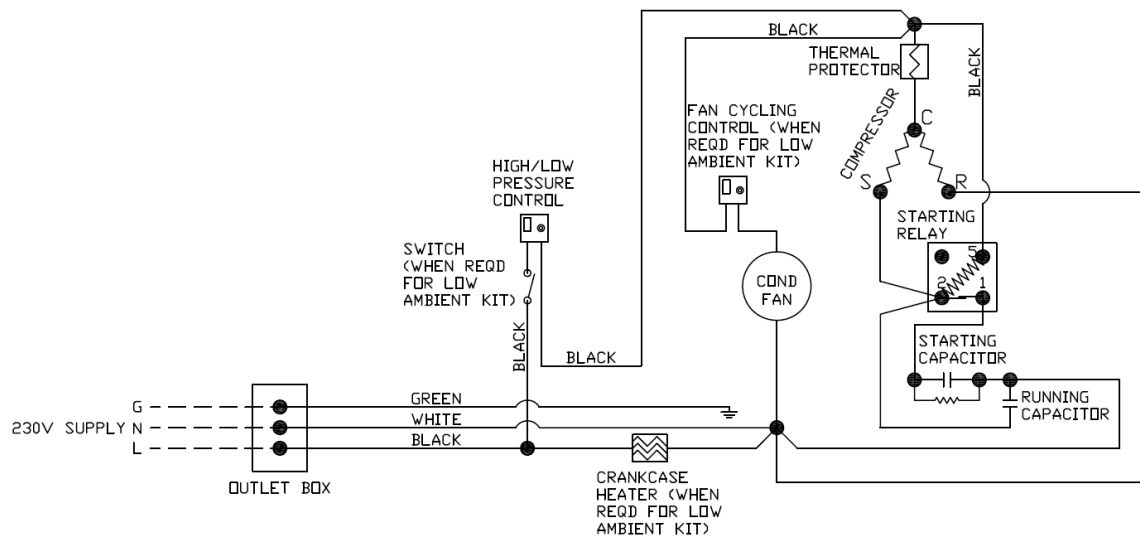 BLACK
THERMAL
PROTECTOR
BLACK
FAN CYCLING
CONTROL (WHEN
REQD FOR LOW
AMBIENT KIT)
COMPRESSOR
C
S
R
HIGH/LOW
PRESSURE
CONTROL
STARTING
RELAY
5
2
1
SWITCH
(WHEN REQD
FOR LOW
AMBIENT KIT)
COND
FAN
BLACK
BLACK
STARTING
CAPACITOR
RUNNING
CAPACITOR
G
GREEN
230V SUPPLY N
WHITE
L
BLACK
OUTLET BOX
CRANKCASE
HEATER (WHEN
REQD FOR LOW
AMBIENT KIT)